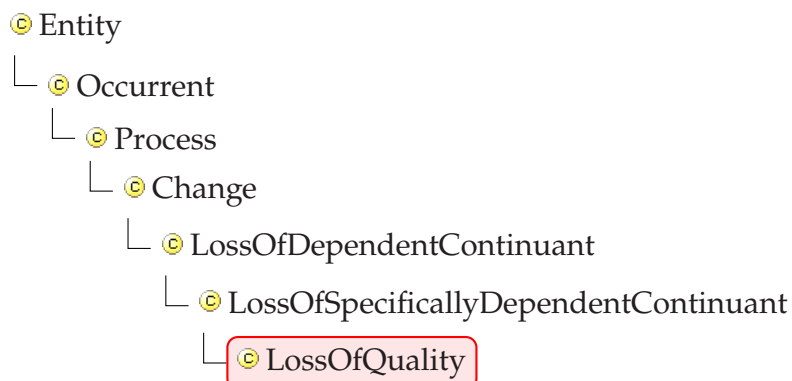 © Entity
© Occurrent
© Process
© Change
© LossOfDependentContinuant
© LossOfSpecificallyDependentContinuant
© LossOfQuality